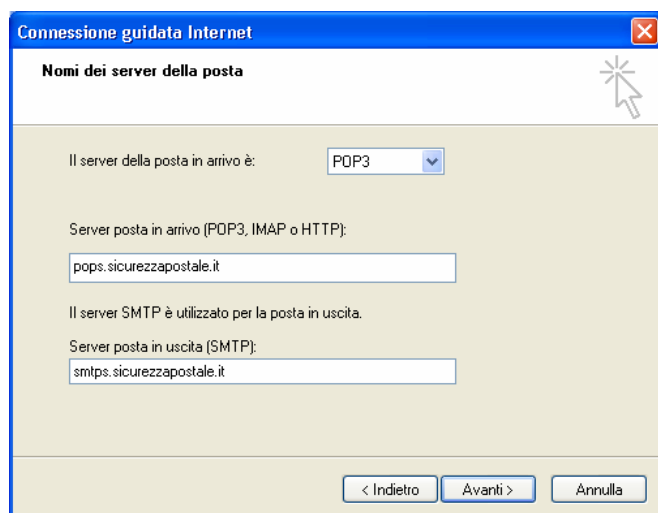 Connessione guidata Internet
Nomi dei server della posta
Il server della posta in arrivo è:
POP3
Server posta in arrivo (POP3, IMAP o HTTP):
pops.sicurezzapostale.it
Il server SMTP è utilizzato per la posta in uscita.
Server posta in uscita (SMTP):
smtps.sicurezzapostale.it
< Indietro
Avanti >
Annulla